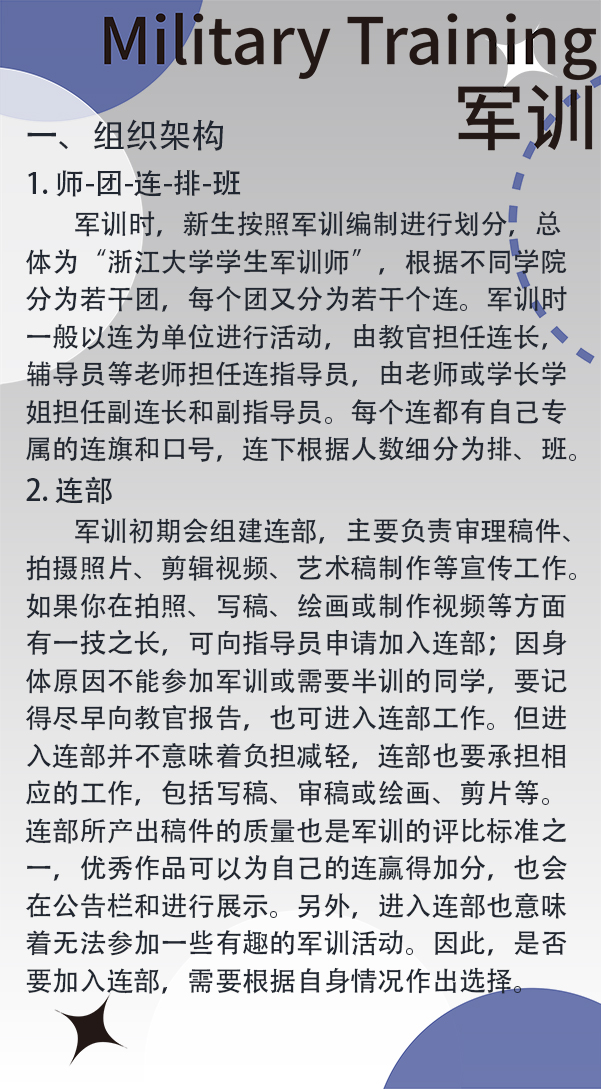 Military Training
军训
一、组织架构
1. 师-团-连-排-班
军训时，新生按照军训编制进行划分，总
体为“浙江大学学生军训师”，根据不同学院
分为若干团，每个团又分为若干个连。军训时
一般以连为单位进行活动，由教官担任连长，
辅导员等老师担任连指导员，由老师或学长学
姐担任副连长和副指导员。每个连都有自己专
属的连旗和口号，连下根据人数细分为排、班。
2. 连部
军训初期会组建连部，主要负责审理稿件、
拍摄照片、剪辑视频、艺术稿制作等宣传工作。
如果你在拍照、写稿、绘画或制作视频等方面
有一技之长，可向指导员申请加入连部；因身
体原因不能参加军训或需要半训的同学，要记
得尽早向教官报告，也可进入连部工作。但进
入连部并不意味着负担减轻，连部也要承担相
应的工作，包括写稿、审稿或绘画、剪片等。
连部所产出稿件的质量也是军训的评比标准之
一，优秀作品可以为自己的连赢得加分，也会
在公告栏和进行展示。另外，进入连部也意味
着无法参加一些有趣的军训活动。因此，是否
要加入连部，需要根据自身情况作出选择。